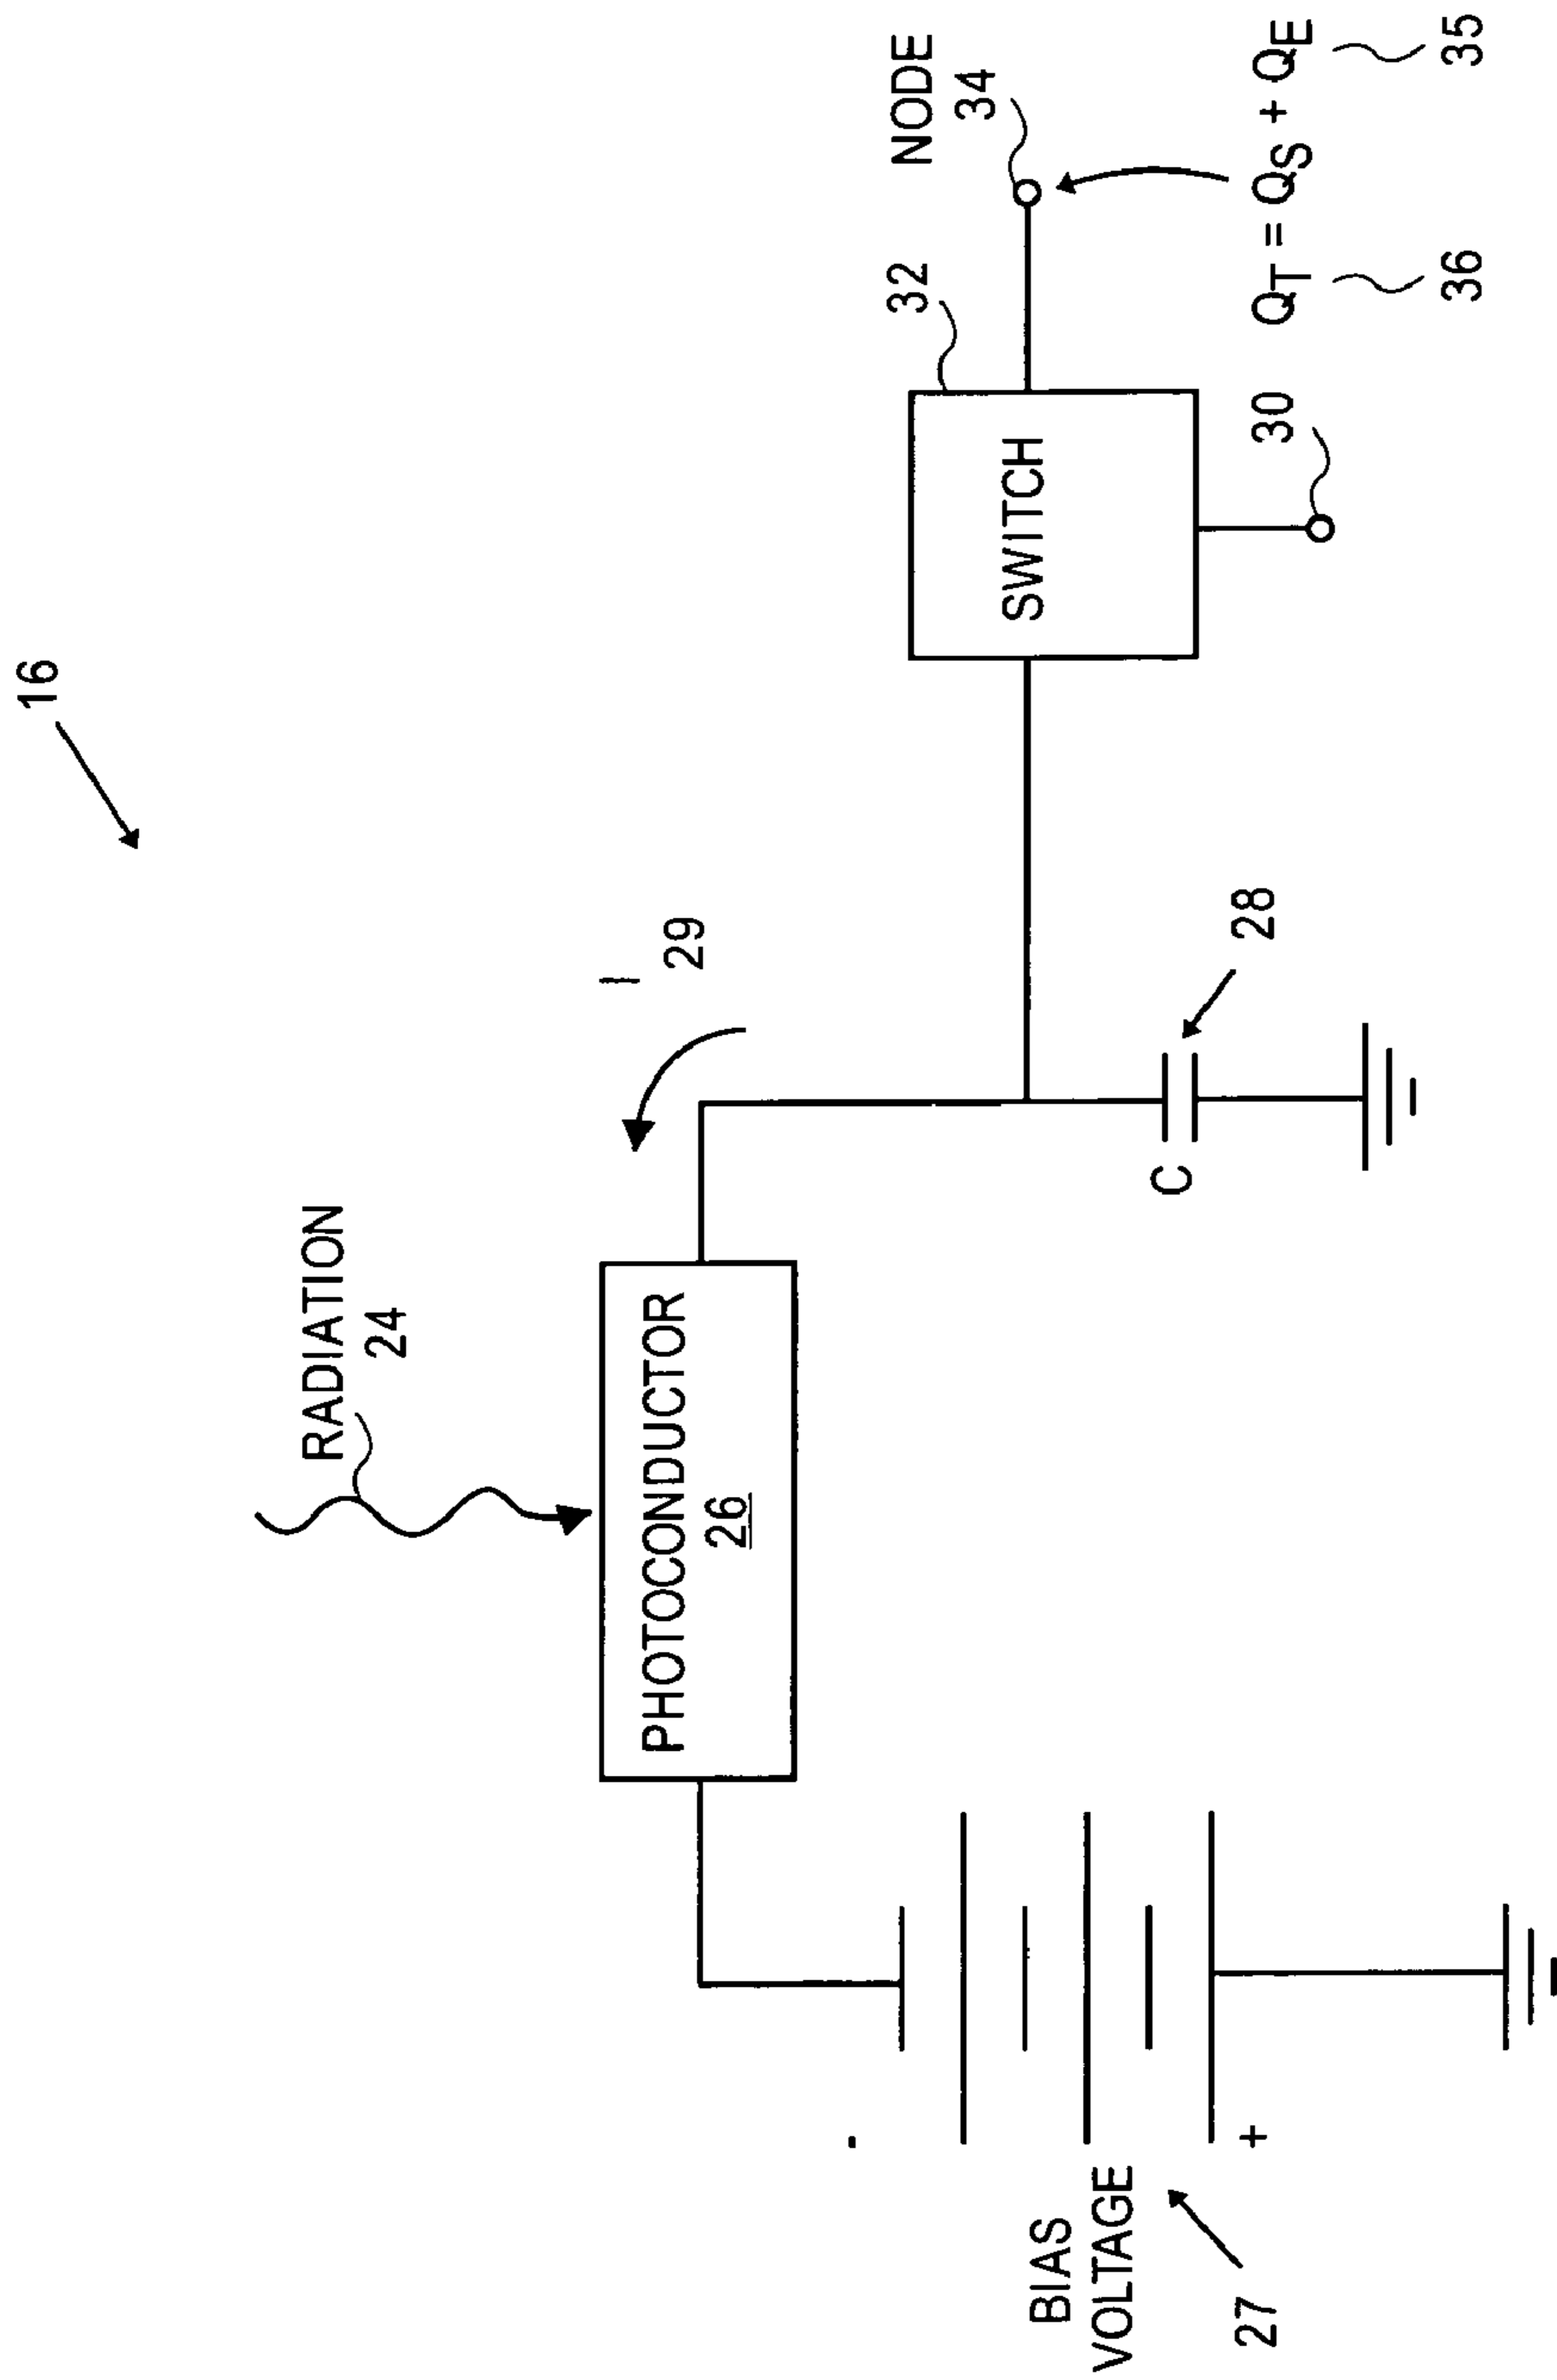 16
RADIATION
24
I
29
PHOTOCONDUCTOR
26
NODE
34
32
SWITCH
30
QT = QS + QE
36
35
C
28
BIAS
VOLTAGE
27
-
+